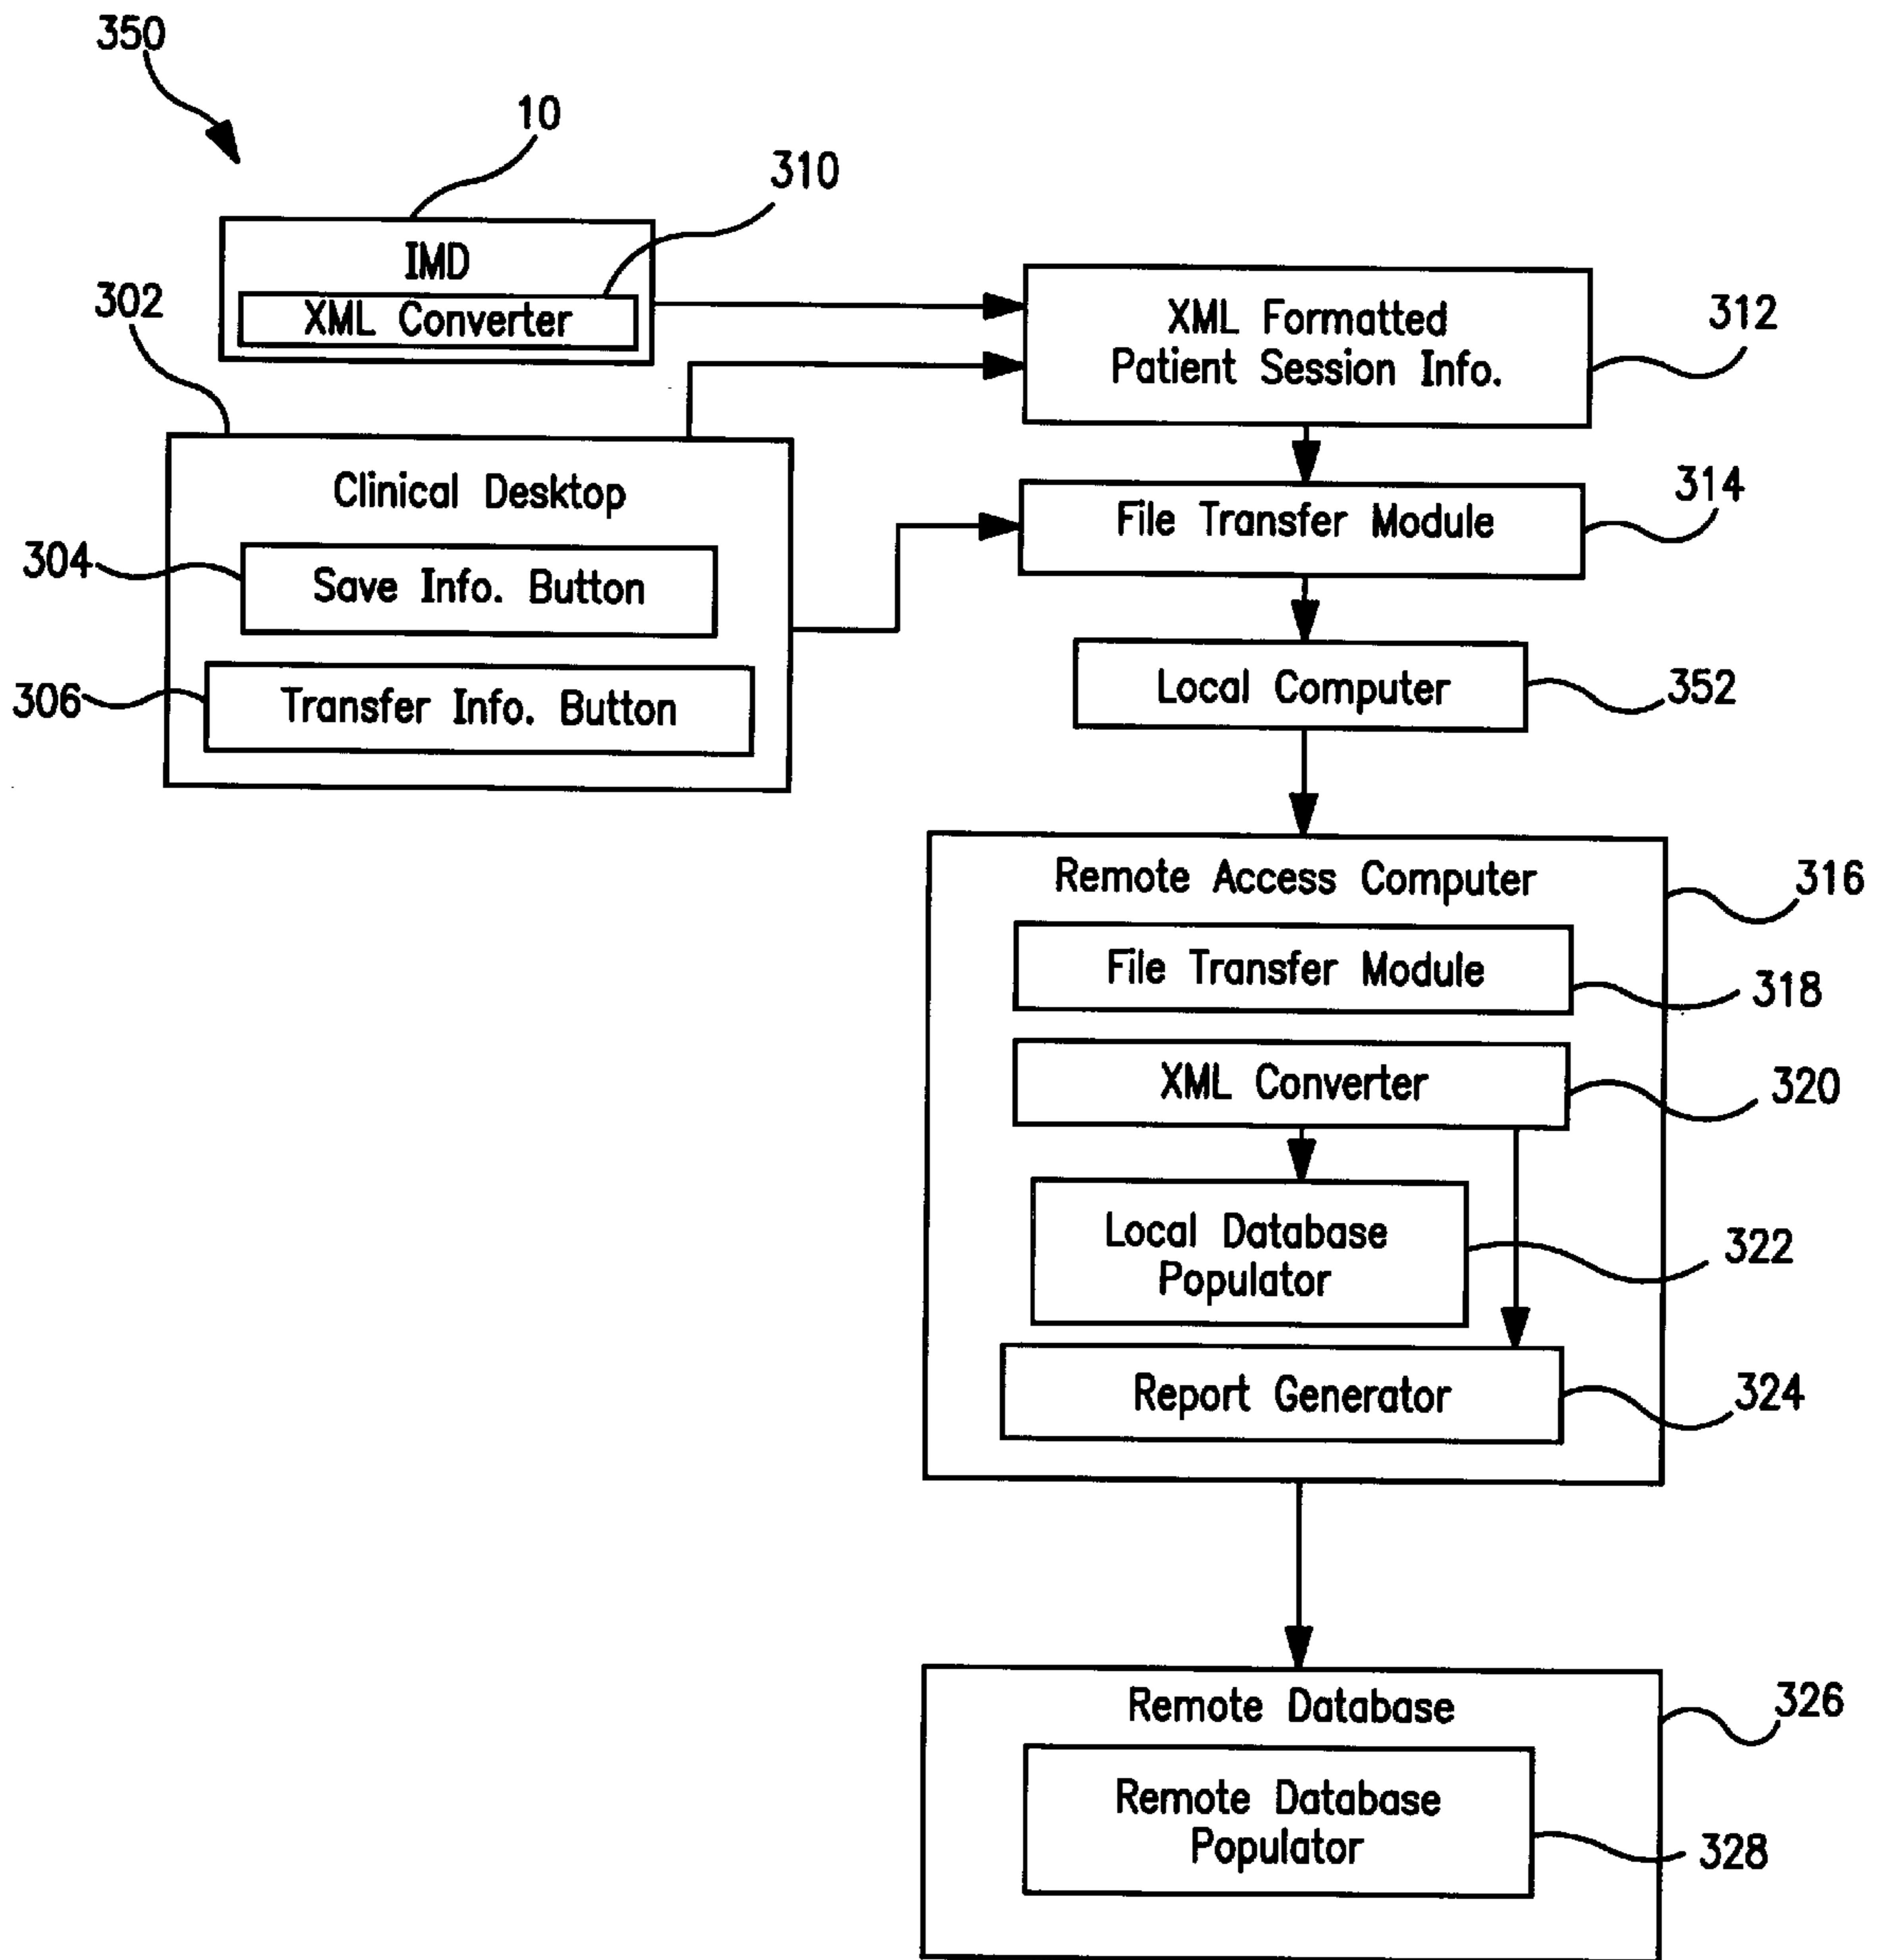 350
10
310
IMD
XML Converter
302
XML Formatted
Patient Session Info.
312
Clinical Desktop
File Transfer Module
314
304
Save Info. Button
306
Transfer Info. Button
Local Computer
352
Remote Access Computer
316
File Transfer Module
318
XML Converter
320
Local Database
Populator
322
Report Generator
324
Remote Database
326
Remote Database
Populator
328